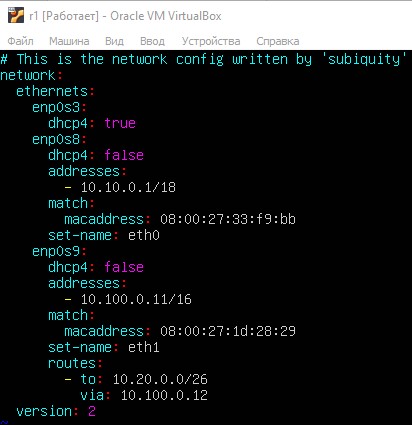 r1 [Работает] - Oracle VM VirtualBox
Файл Машина Вид Ввод Устройства Справка
# This is the network config written by 'subiquity'
network:
  ethernets:
    enp0s3:
      dhcp4: true
    enp0s8:
      dhcp4: false
      addresses:
        - 10.10.0.1/18
      match:
        macaddress: 08:00:27:33:f9:bb
      set-name: eth0
    enp0s9:
      dhcp4: false
      addresses:
        - 10.100.0.11/16
      match:
        macaddress: 08:00:27:1d:28:29
      set-name: eth1
      routes:
        - to: 10.20.0.0/26
          via: 10.100.0.12
  version: 2
~